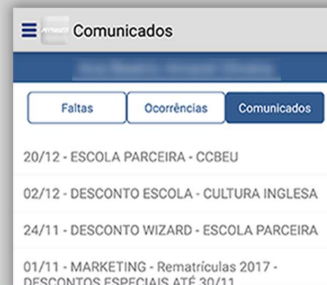 Comunicados
Faltas
Ocorrências
Comunicados
20/12 - ESCOLA PARCEIRA - CCBEU
02/12 - DESCONTO ESCOLA - CULTURA INGLESA
24/11 - DESCONTO WIZARD - ESCOLA PARCEIRA
01/11 - MARKETING - Rematrículas 2017 -
DESCONTOS ESPECIAIS ATÉ 30/11